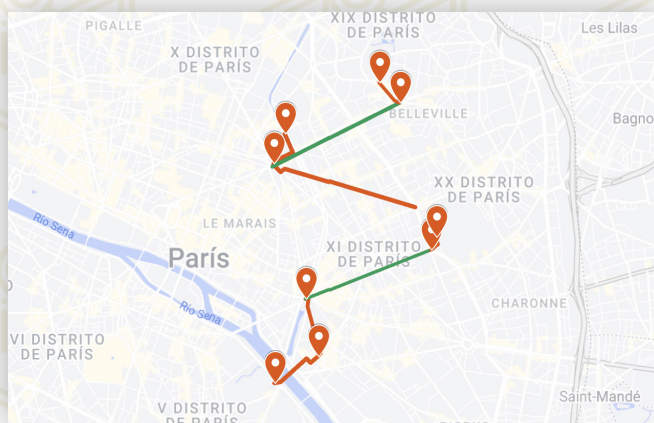 PIGALLE
XIX DISTRITO
DE PARÍS
Les Lilas
X DISTRITO
DE PARÍS
BELLEVILLE
Bagno
XX DISTRITO
DE PARÍS
LE MARAIS
Río Sena
París
XI DISTRITO
DE PARÍS
CHARONNE
Río Sena
VI DISTRITO
DE PARÍS
Saint-Mandé
V DISTRITO
DE PARÍS